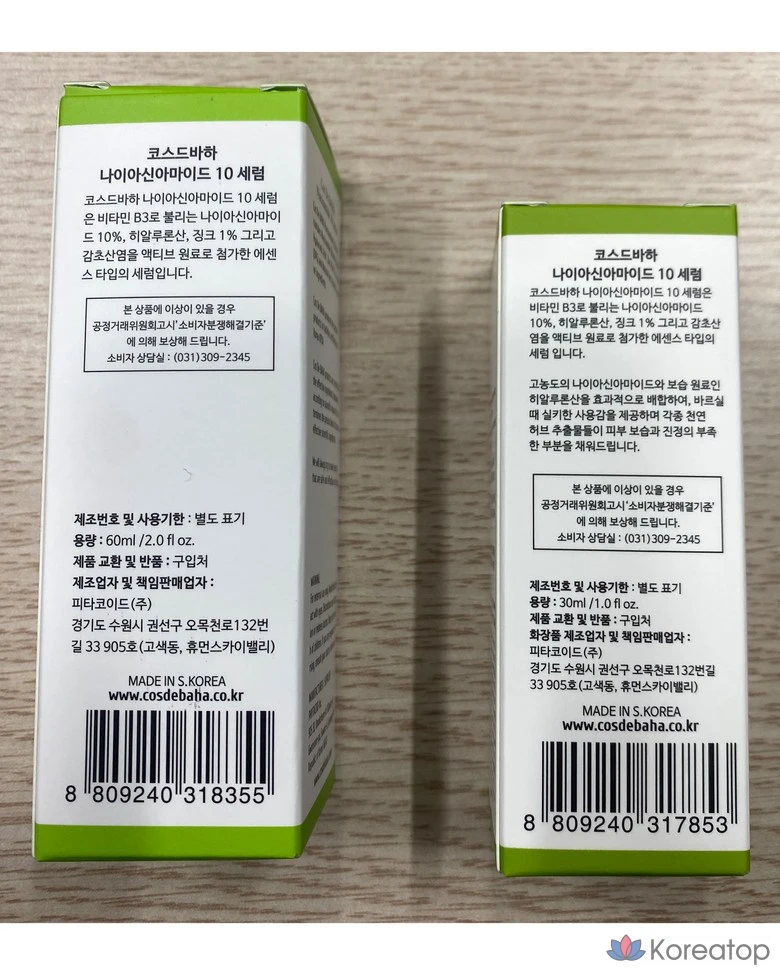 코스드바하
나이아신아마이드 10 세럼
코스드바하 나이아신아마이드 10 세럼
은 비타민 B3로 불리는 나이아신아마이
드 10%, 히알루론산, 징크 1% 그리고
감초산염을 액티브 원료로 첨가한 에센
스 타입의 세럼입니다.
본 상품에 이상이 있을 경우
공정거래위원회고시'소비자분쟁해결기준'
에 의해 보상해 드립니다.
소비자 상담실 : (031)309-2345
제조번호 및 사용기한 : 별도 표기
용량 : 60ml /2.0 fl oz.
제품 교환 및 반품 : 구입처
제조업자 및 책임판매업자 :
피타코이드(주)
경기도 수원시 권선구 오목천로132번
길 33 905호(고색동, 휴먼스카이밸리)
MADE IN S.KOREA
www.cosdebaha.co.kr
8 809240 318355
코스드바하
나이아신아마이드 10 세럼
코스드바하 나이아신아마이드 10 세럼은
비타민 B3로 불리는 나이아신아마이드
10%, 히알루론산, 징크 1% 그리고 감초산
염을 액티브 원료로 첨가한 에센스 타입의
세럼 입니다.
고농도의 나이아신아마이드와 보습 원료인
히알루론산을 효과적으로 배합하여, 바르실
때 실키한 사용감을 제공하며 각종 천연
허브 추출물들이 피부 보습과 진정의 부족
한 부분을 채워드립니다.
본 상품에 이상이 있을 경우
공정거래위원회고시'소비자분쟁해결기준'
에 의해 보상해 드립니다.
소비자 상담실 : (031)309-2345
제조번호 및 사용기한 : 별도 표기
용량 : 30ml /1.0 fl oz.
제품 교환 및 반품 : 구입처
화장품 제조업자 및 책임판매업자 :
피타코이드(주)
경기도 수원시 권선구 오목천로132번길
33 905호(고색동, 휴먼스카이밸리)
MADE IN S.KOREA
www.cosdebaha.co.kr
8 809240 317853
Koreatop